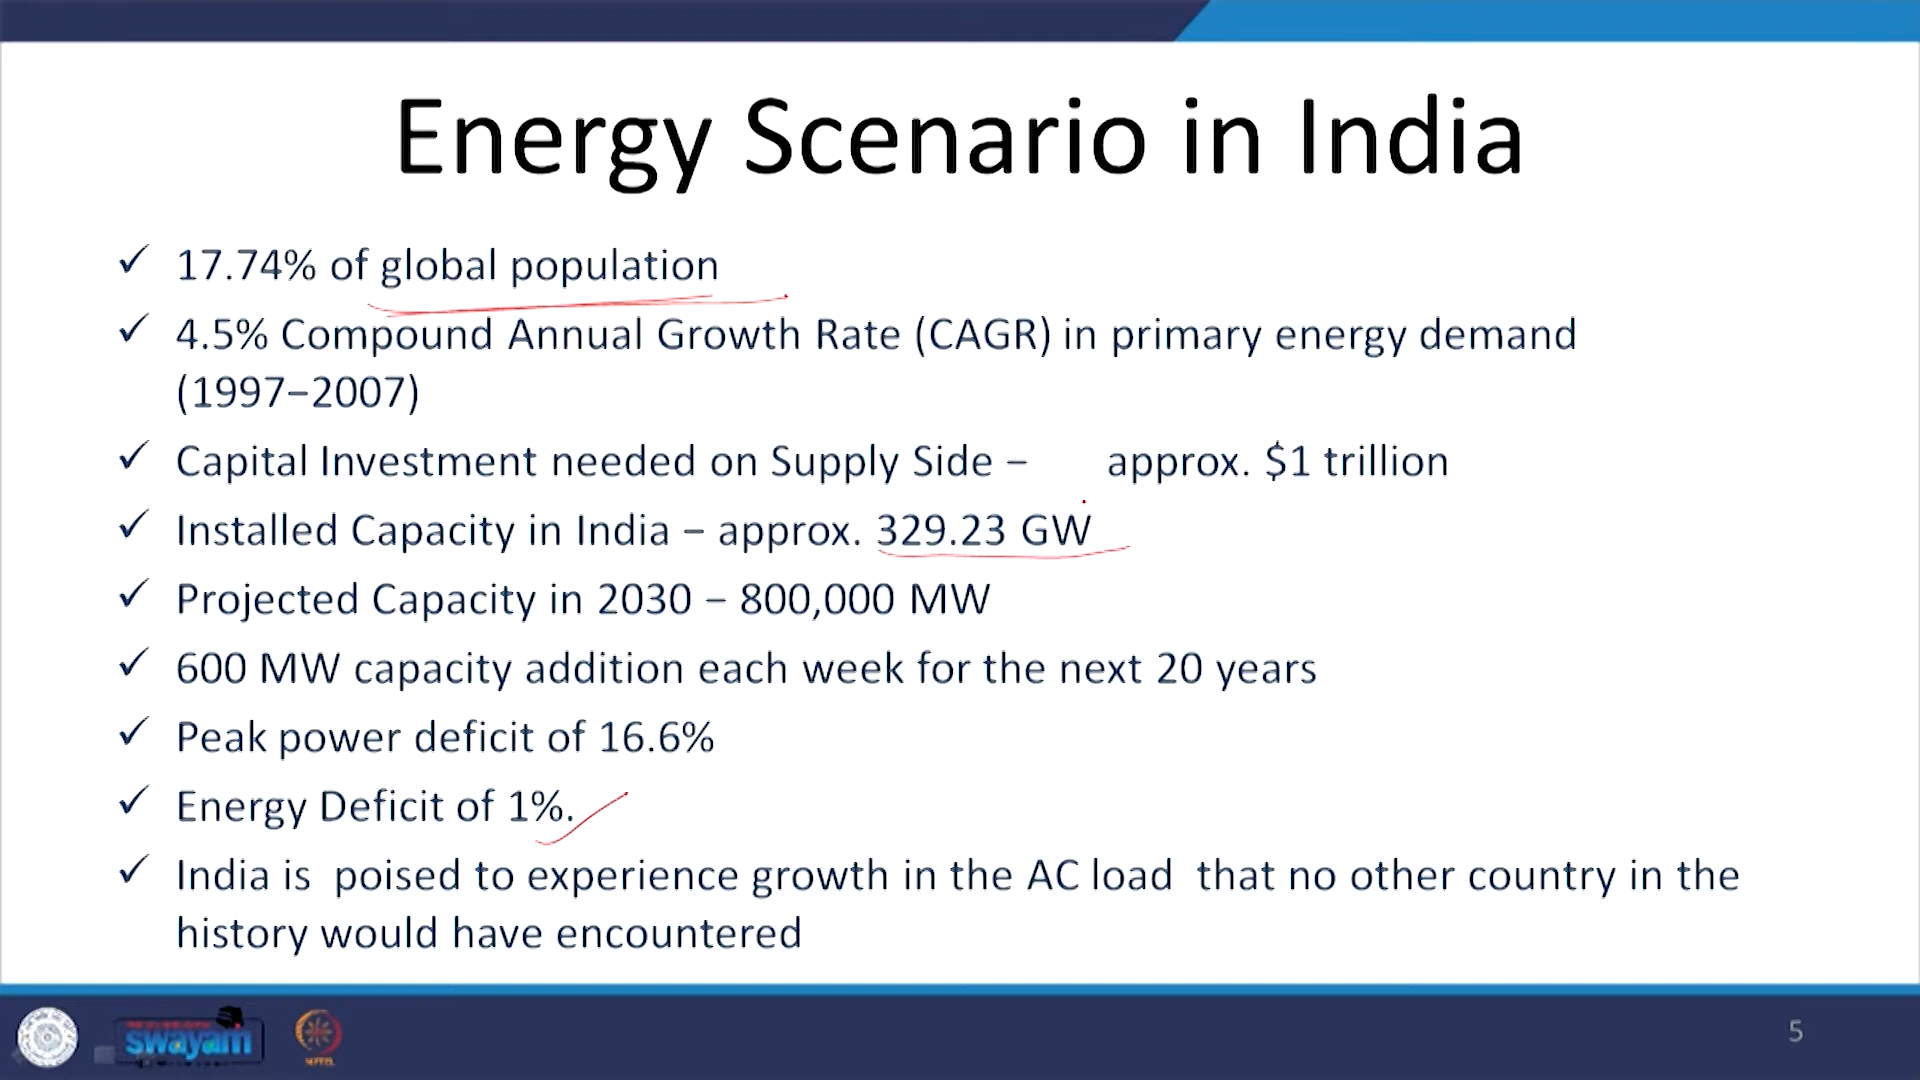 Energy Scenario in India
✓ 17.74% of global population
✓ 4.5% Compound Annual Growth Rate (CAGR) in primary energy demand
(1997–2007)
✓ Capital Investment needed on Supply Side – approx. $1 trillion
✓ Installed Capacity in India – approx. 329.23 GW
✓ Projected Capacity in 2030 – 800,000 MW
✓ 600 MW capacity addition each week for the next 20 years
✓ Peak power deficit of 16.6%
✓ Energy Deficit of 1%.
✓ India is poised to experience growth in the AC load that no other country in the
history would have encountered
swayam
5